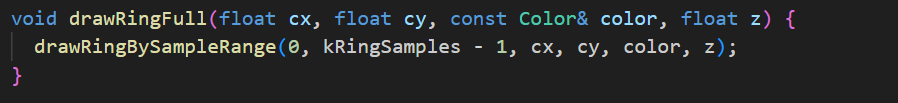 void drawRingFull(float cx, float cy, const Color& color, float z) {
  drawRingBySampleRange(0, kRingSamples - 1, cx, cy, color, z);
}